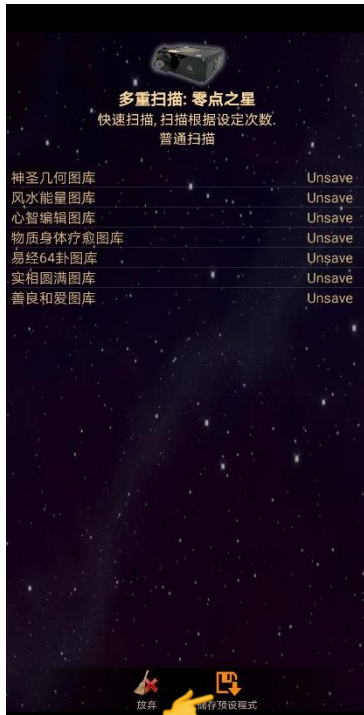 多重扫描: 零点之星
快速扫描, 扫描根据设定次数.
普通扫描
神圣几何图库 Unsave
风水能量图库 Unsave
心智编辑图库 Unsave
物质身体疗愈图库 Unsave
易经64卦图库 Unsave
实相圆满图库 Unsave
善良和爱图库 Unsave
放弃 储存预设程式